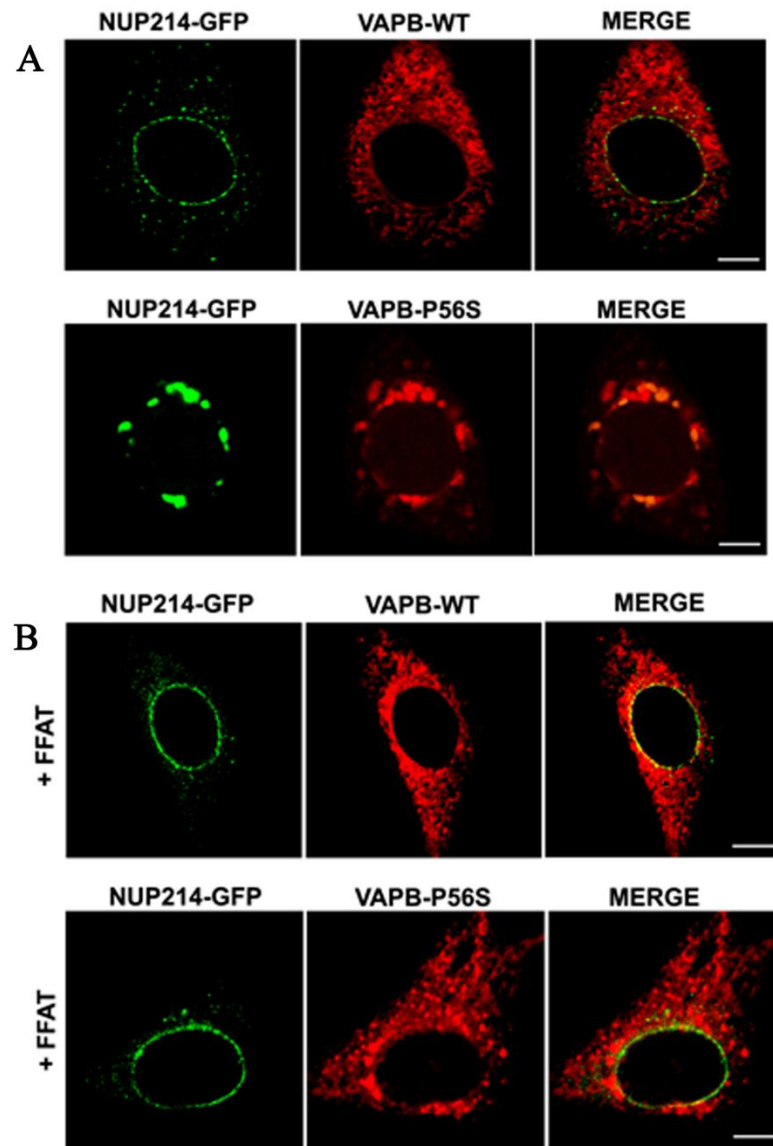 A
NUP214-GFP VAPB-WT MERGE
NUP214-GFP VAPB-P56S MERGE
B
NUP214-GFP VAPB-WT MERGE
+ FFAT
NUP214-GFP VAPB-P56S MERGE
+ FFAT